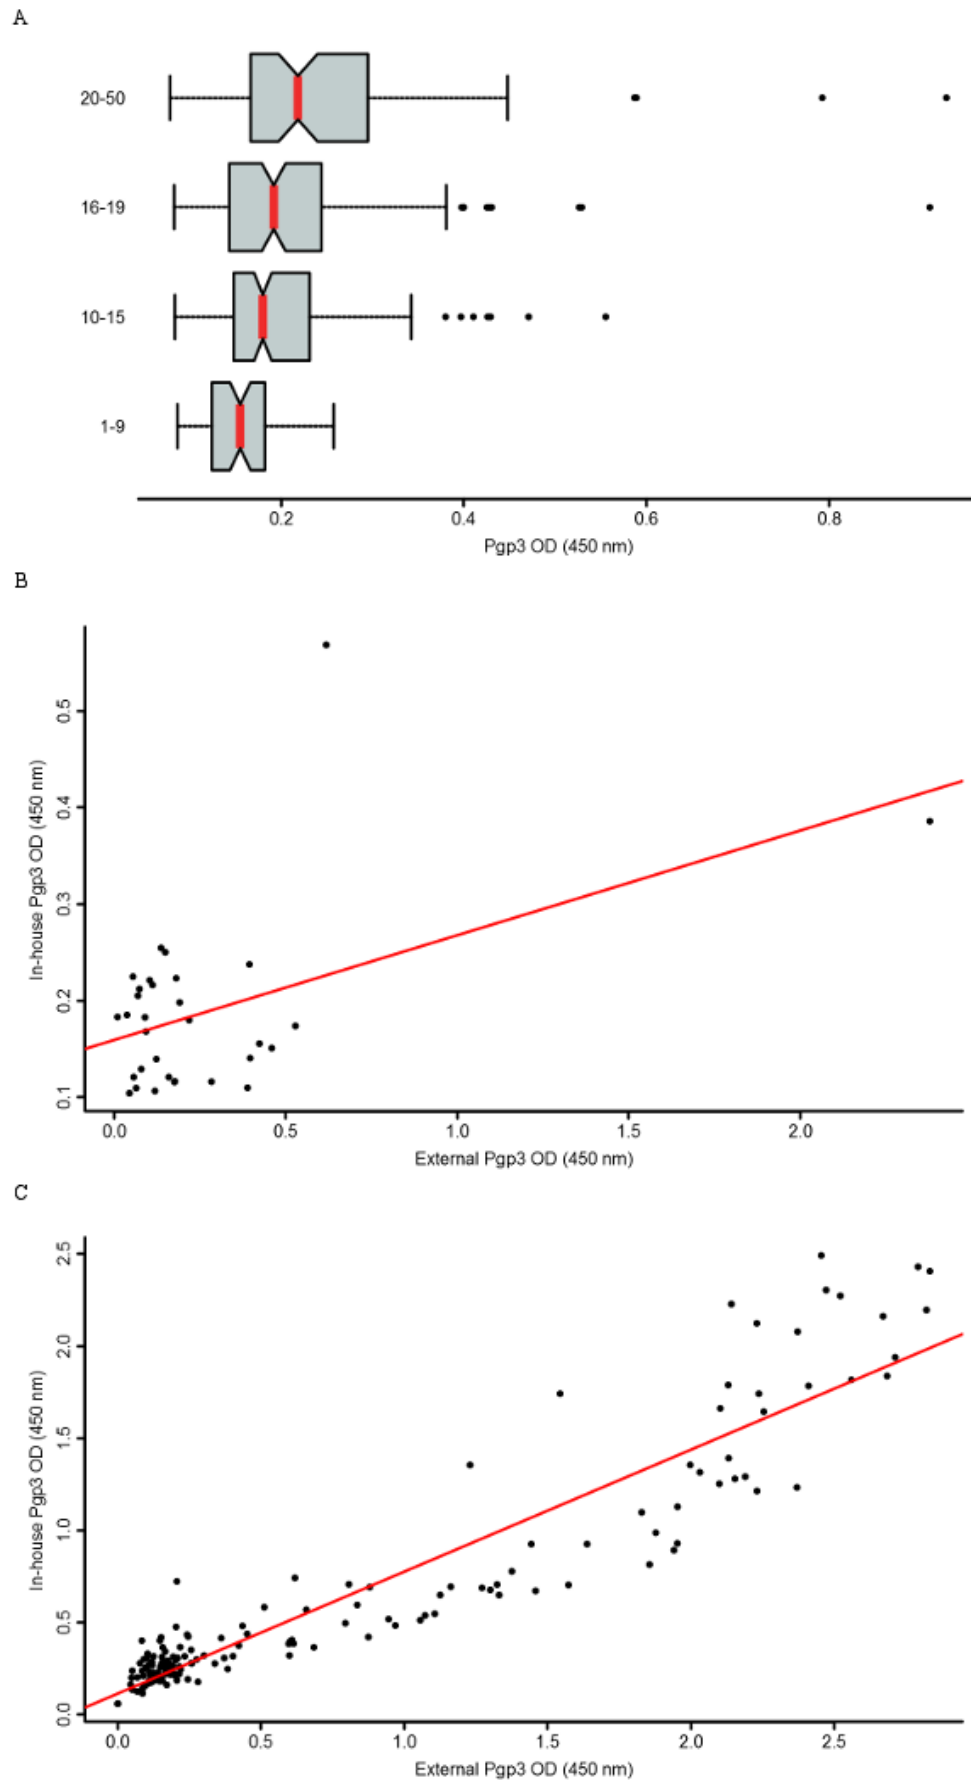 A
20-50
16-19
10-15
1-9
0.2 0.4 0.6 0.8
Pgp3 OD (450 nm)
B
In-house Pgp3 OD (450 nm)
0.5
0.4
0.3
0.2
0.1
0.0 0.5 1.0 1.5 2.0
External Pgp3 OD (450 nm)
C
In-house Pgp3 OD (450 nm)
2.5
2.0
1.5
1.0
0.5
0.0
0.0 0.5 1.0 1.5 2.0 2.5
External Pgp3 OD (450 nm)